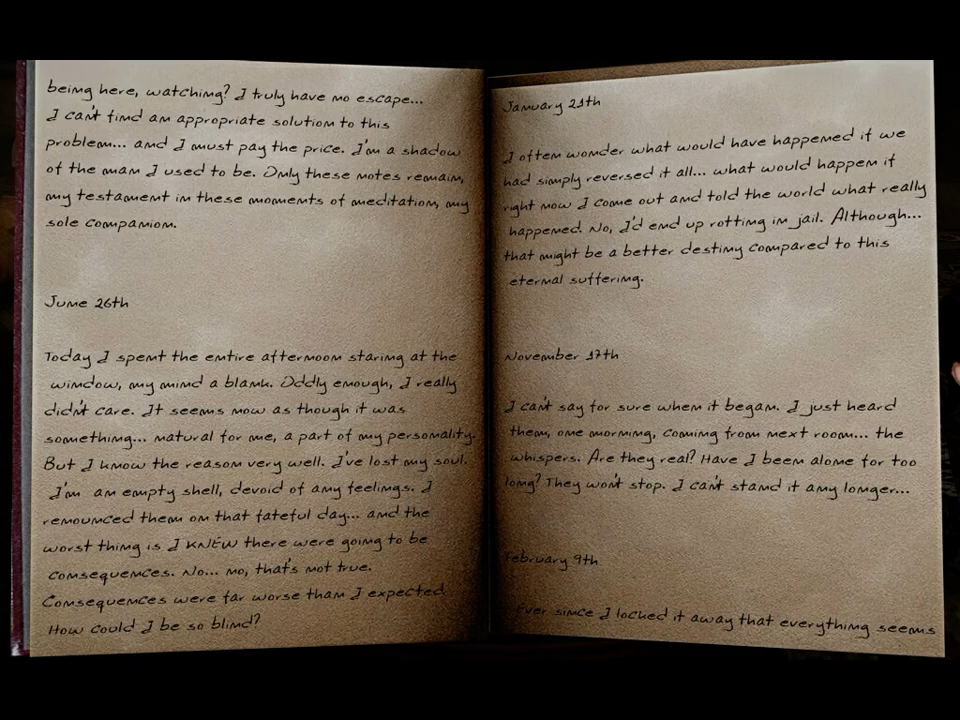 being here, watching? I truly have no escape...
I can't find an appropriate solution to this
problem... and I must pay the price. I'm a shadow
of the man I used to be. Only these notes remain,
my testament in these moments of meditation, my
sole companion.
June 26th
Today I spent the entire afternoon staring at the
window, my mind a blank. Oddly enough, I really
didn't care. It seems now as though it was
something... natural for me, a part of my personality.
But I know the reason very well. I've lost my soul.
I'm an empty shell, devoid of any feelings. I
renounced them on that fateful day... and the
worst thing is I KNEW there were going to be
consequences. No... no, that's not true.
Consequences were far worse than I expected.
How could I be so blind?
January 21th
I often wonder what would have happened if we
had simply reversed it all... what would happen if
right now I come out and told the world what really
happened. No, I'd end up rotting in jail. Although...
that might be a better destiny compared to this
eternal suffering.
November 17th
I can't say for sure when it began. I just heard
them, one morning, coming from next room... the
whispers. Are they real? Have I been alone for too
long? They won't stop. I can't stand it any longer...
February 9th
Ever since I locked it away that everything seems